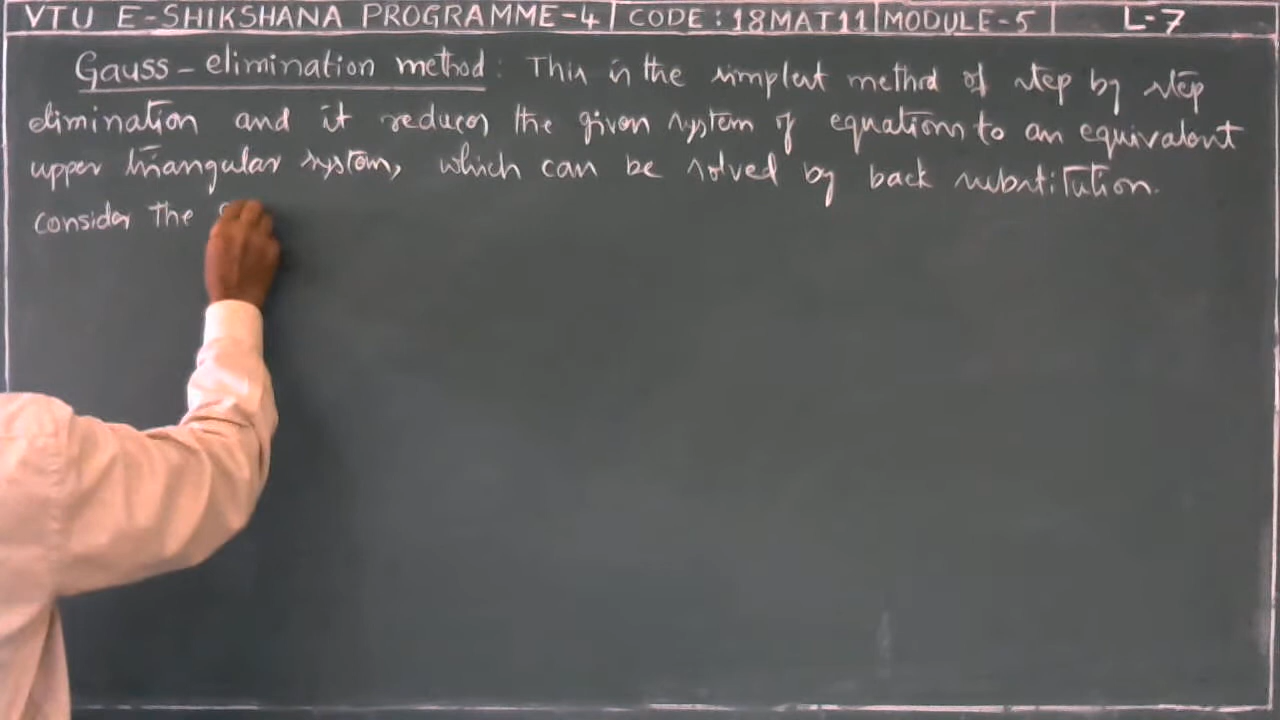 VTU E-SHIKSHANA PROGRAMME-4 CODE: 18MAT11 MODULE-5 L-7
Gauss-elimination method: This is the simplest method of step by step
elimination and it reduces the given system of equations to an equivalent
upper triangular system, which can be solved by back substitution.
consider the